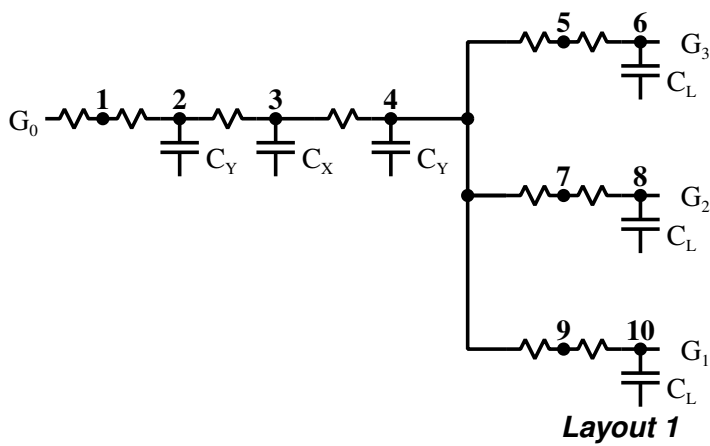 5 6 G3
CL
1 2 3 4
G0
CY CX CY
7 8 G2
CL
9 10 G1
CL
Layout 1